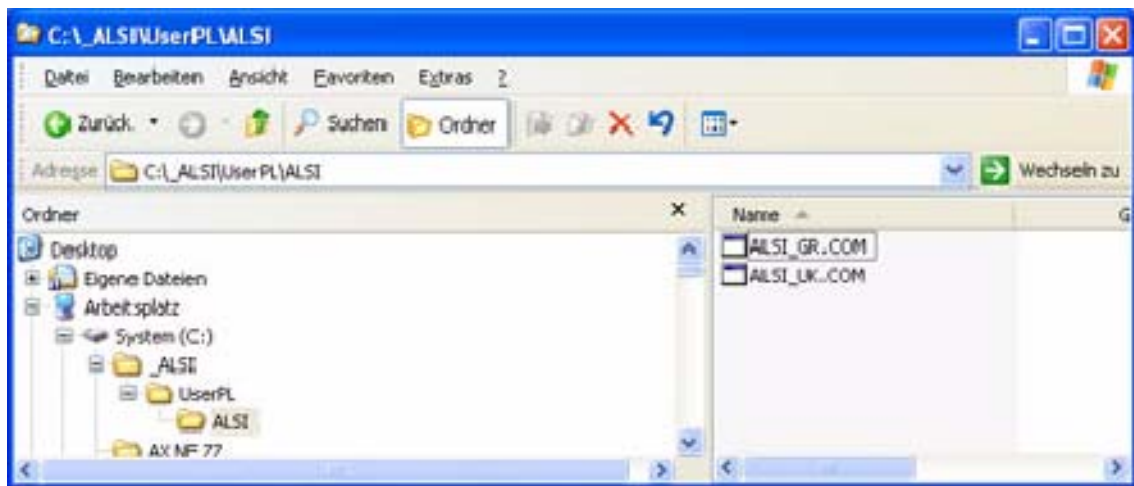 C:\_ALSI\UserPL\ALSI
Datei Bearbeiten Ansicht Favoriten Extras ?
Zurück Suchen Ordner
Adresse C:\_ALSI\UserPL\ALSI Wechseln zu
Ordner x Name G
Desktop
Eigene Dateien
Arbeitsplatz
System (C:)
_ALSI
UserPL
ALSI
AX NF 77
ALSI_GR.COM
ALSI_UK.COM